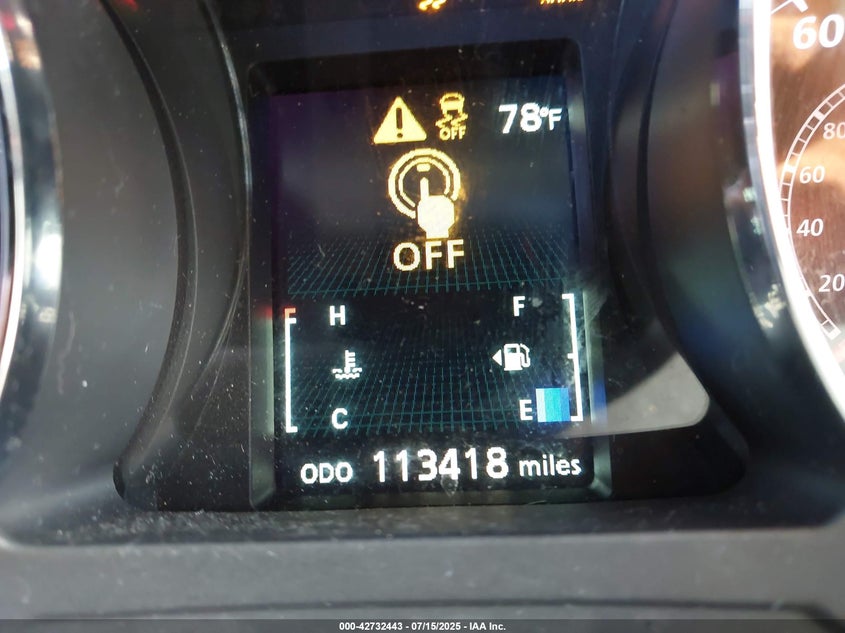 60
OFF 78°F
80
OFF
60
40
20
H F
E
C E
ODO 113418 miles
000-42732443 - 07/15/2025 - IAA Inc.